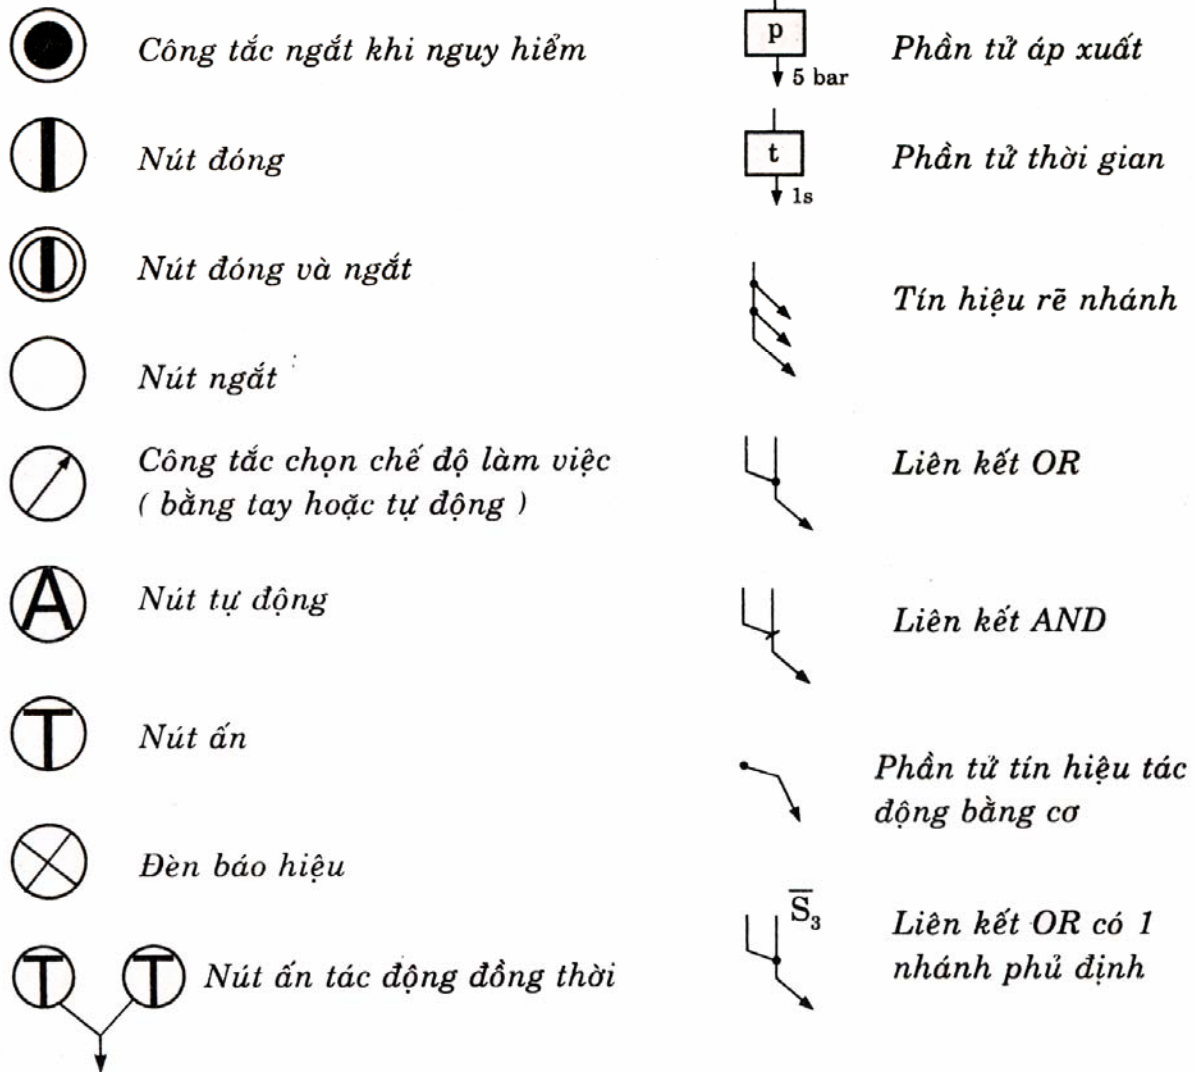 Công tắc ngắt khi nguy hiểm
Nút đóng
Nút đóng và ngắt
Nút ngắt
Công tắc chọn chế độ làm việc
( bằng tay hoặc tự động )
A
Nút tự động
T
Nút ấn
Đèn báo hiệu
T T
Nút ấn tác động đồng thời
p
5 bar
Phần tử áp xuất
t
1s
Phần tử thời gian
Tín hiệu rẽ nhánh
Liên kết OR
Liên kết AND
Phần tử tín hiệu tác
động bằng cơ
S̅₃
Liên kết OR có 1
nhánh phủ định